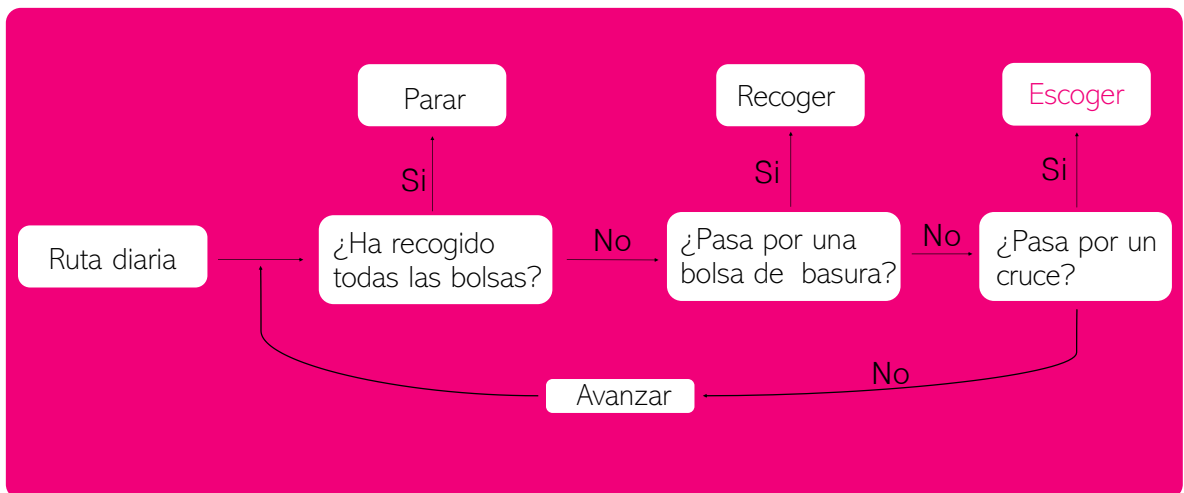 Parar
Recoger
Escoger
Si
Si
Si
Ruta diaria
¿Ha recogido
todas las bolsas?
No
¿Pasa por una
bolsa de basura?
No
¿Pasa por un
cruce?
No
Avanzar